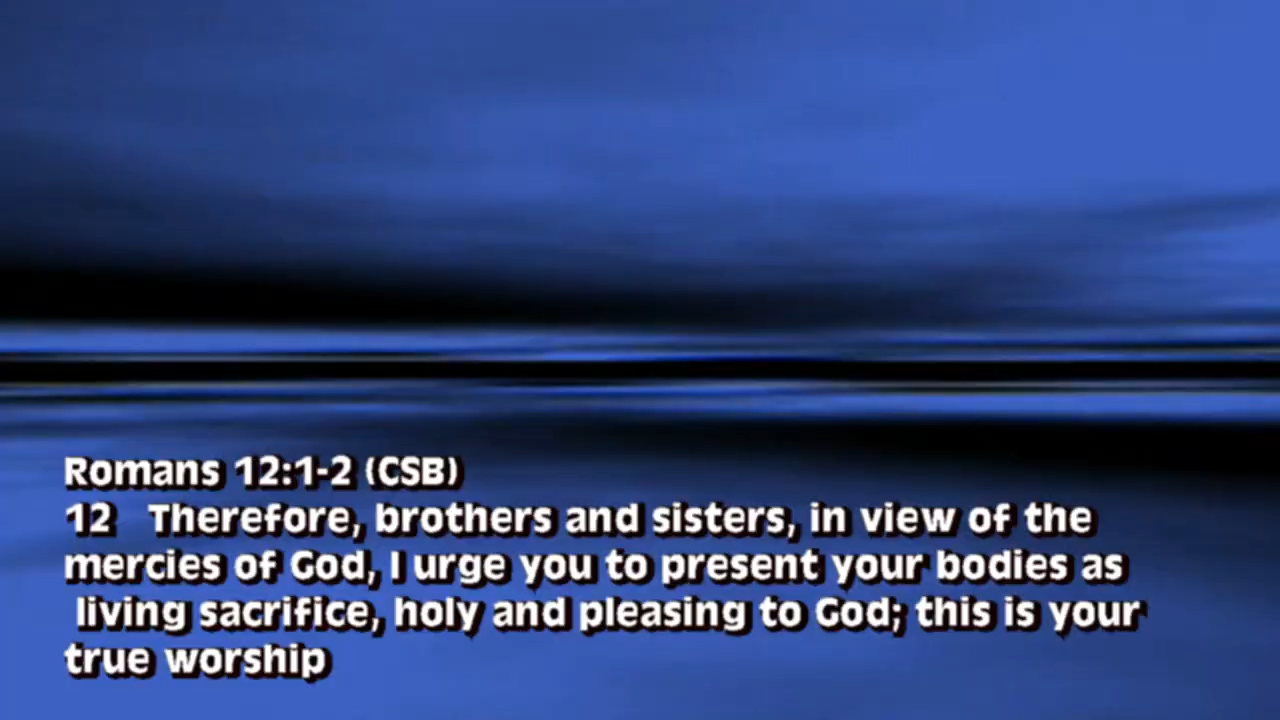 Romans 12:1-2 (CSB)
12 Therefore, brothers and sisters, in view of the
mercies of God, I urge you to present your bodies as
living sacrifice, holy and pleasing to God; this is your
true worship